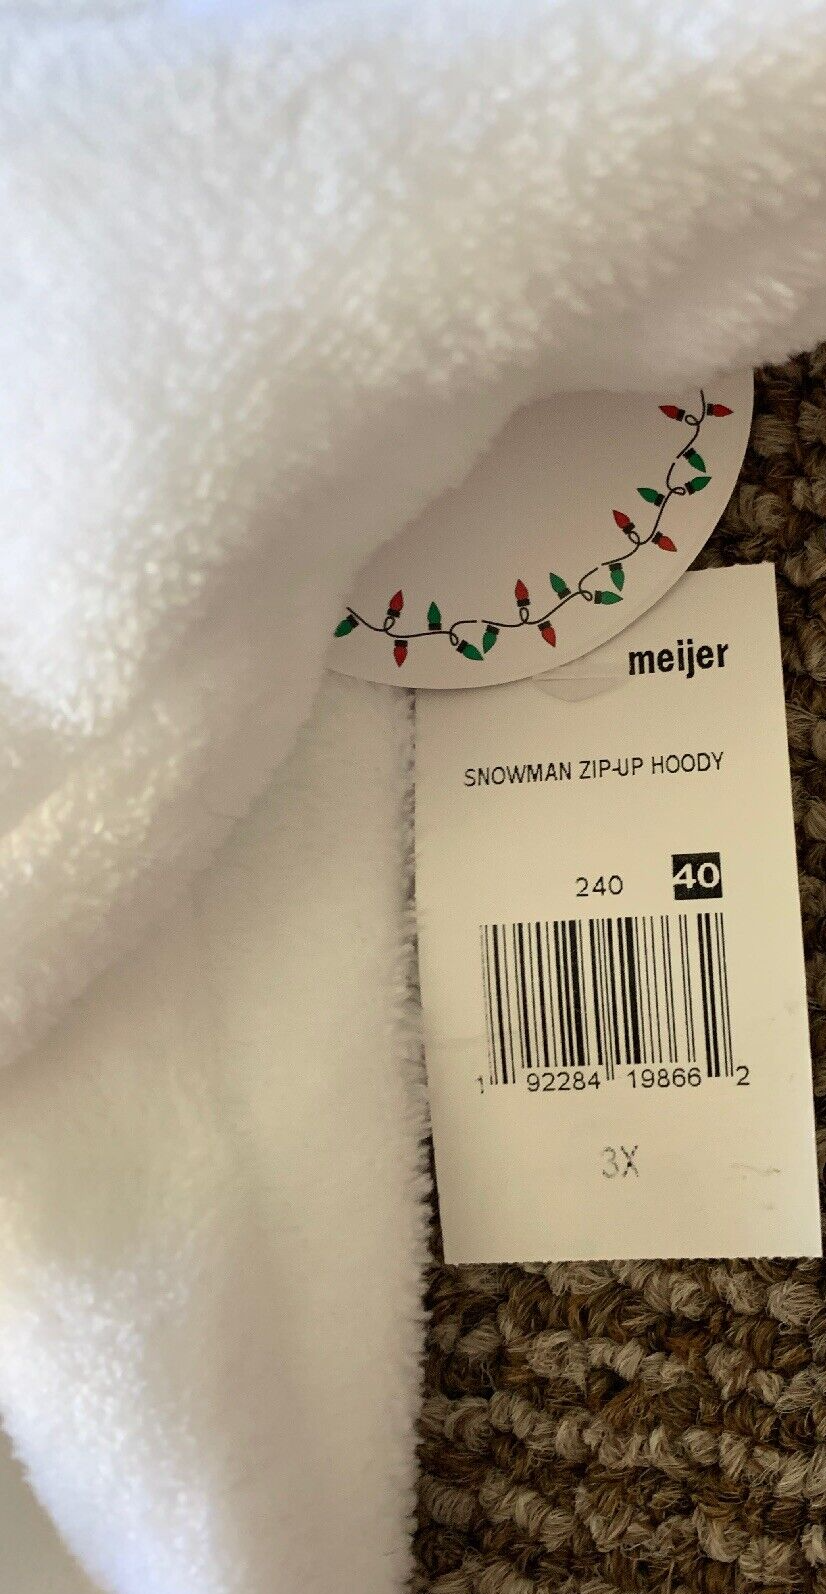 meijer
SNOWMAN ZIP-UP HOODY
240 40
1 92284 19866 2
3X